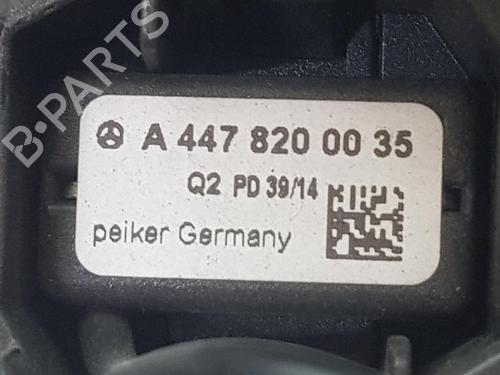 B-PARTS
A 447 820 00 35
Q2 PD 39/14
peiker Germany